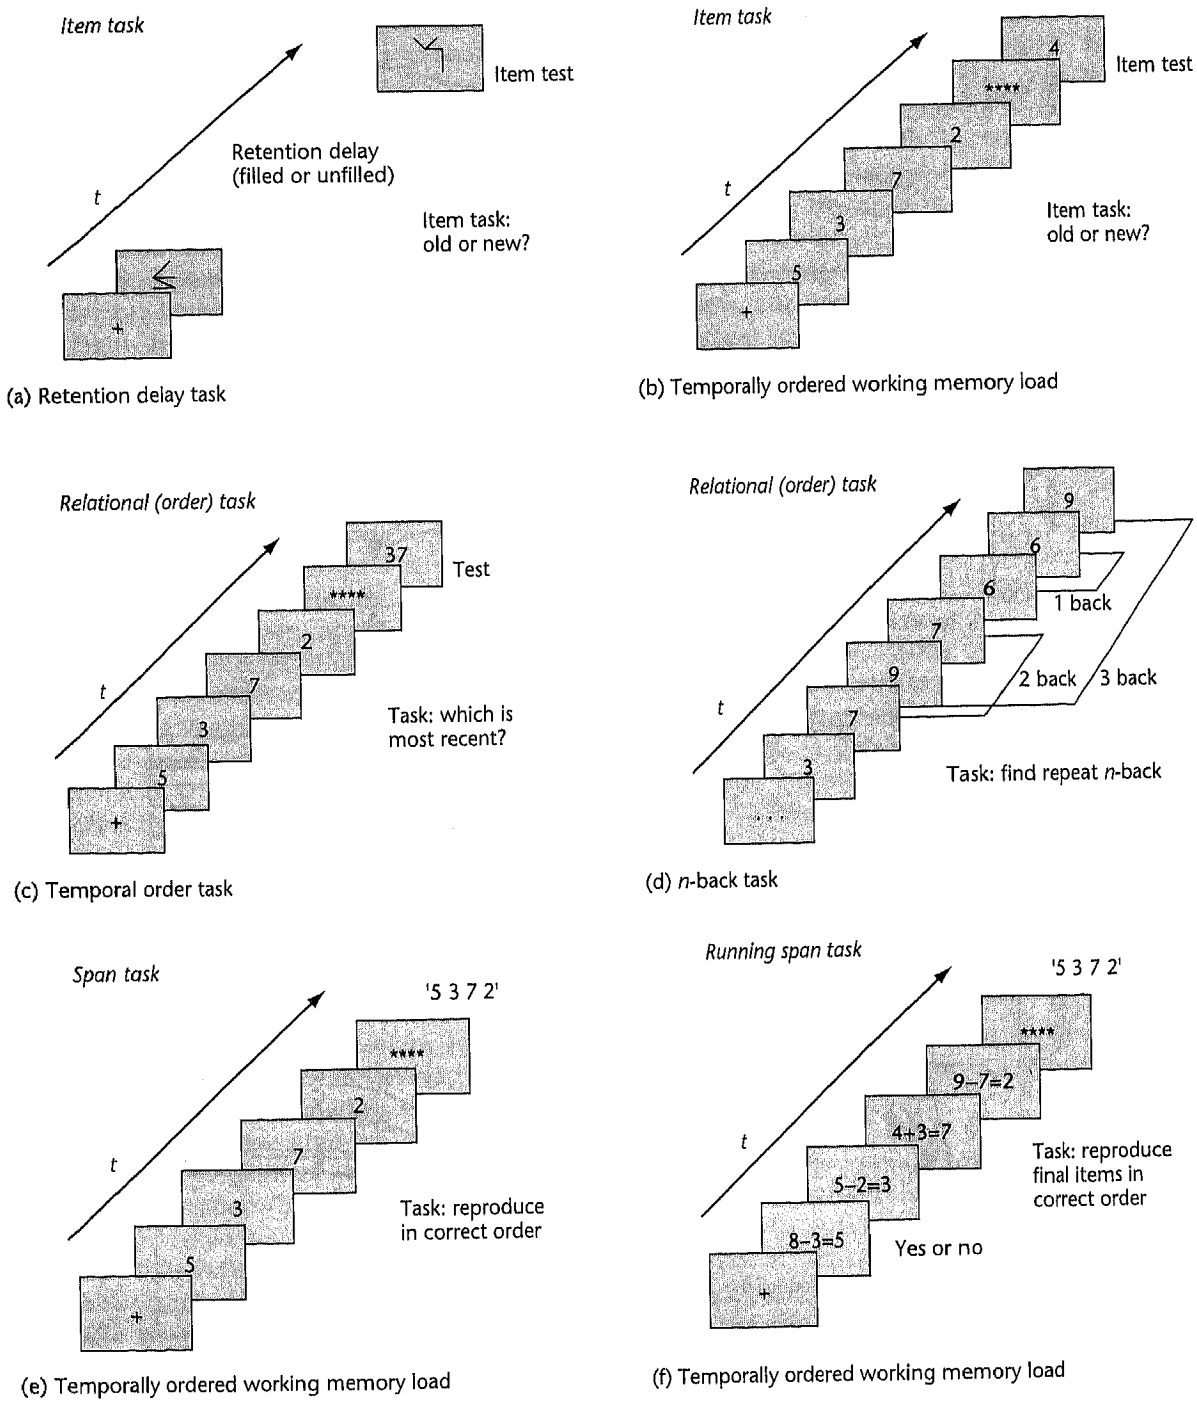 Item task
Item test
Retention delay
(filled or unfilled)
t
Item task:
old or new?
+
(a) Retention delay task
Item task
4
Item test
****
2
7
t
3
Item task:
old or new?
5
+
(b) Temporally ordered working memory load
Relational (order) task
37
Test
****
2
7
t
3
Task: which is
most recent?
5
+
(c) Temporal order task
Relational (order) task
9
6
6
1 back
7
9
2 back
3 back
t
7
3
Task: find repeat n-back
. . .
(d) n-back task
Span task
'5 3 7 2'
****
2
7
t
3
Task: reproduce
in correct order
5
+
(e) Temporally ordered working memory load
Running span task
'5 3 7 2'
****
9–7=2
4+3=7
t
Task: reproduce
final items in
correct order
5–2=3
8–3=5
Yes or no
+
(f) Temporally ordered working memory load